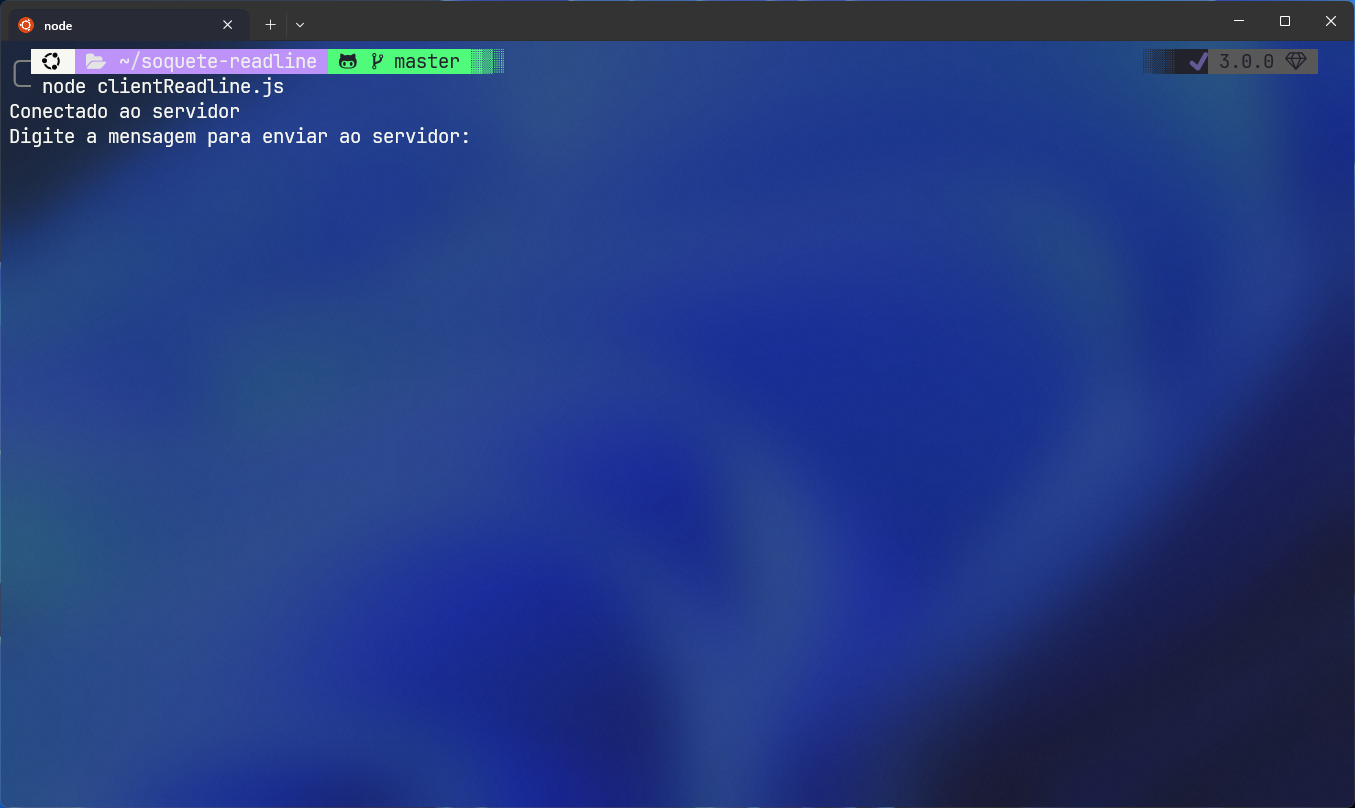 node
~/soquete-readline master 3.0.0
node clientReadline.js
Conectado ao servidor
Digite a mensagem para enviar ao servidor: